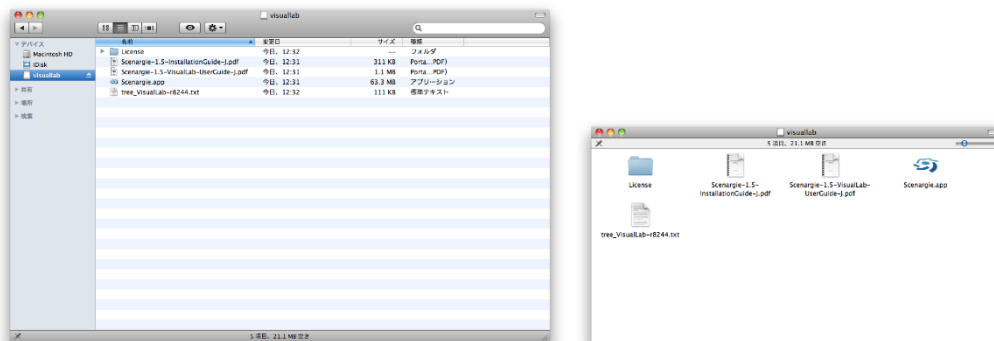 visuallab
デバイス
Macintosh HD
iDisk
visuallab
共有
場所
検索
名前 変更日 サイズ 種類
License 今日、12:32 -- フォルダ
Scenargie-1.5-InstallationGuide-J.pdf 今日、12:31 311 KB Porta...PDF)
Scenargie-1.5-VisualLab-UserGuide-J.pdf 今日、12:31 1.1 MB Porta...PDF)
Scenargie.app 今日、12:31 63.3 MB アプリケーション
tree_VisualLab-r8244.txt 今日、12:32 111 KB 標準テキスト
5 項目、21.1 MB 空き
visuallab
5 項目、21.1 MB 空き
License
Scenargie-1.5-
InstallationGuide-J.pdf
Scenargie-1.5-VisualLab-
UserGuide-J.pdf
Scenargie.app
tree_VisualLab-r8244.txt